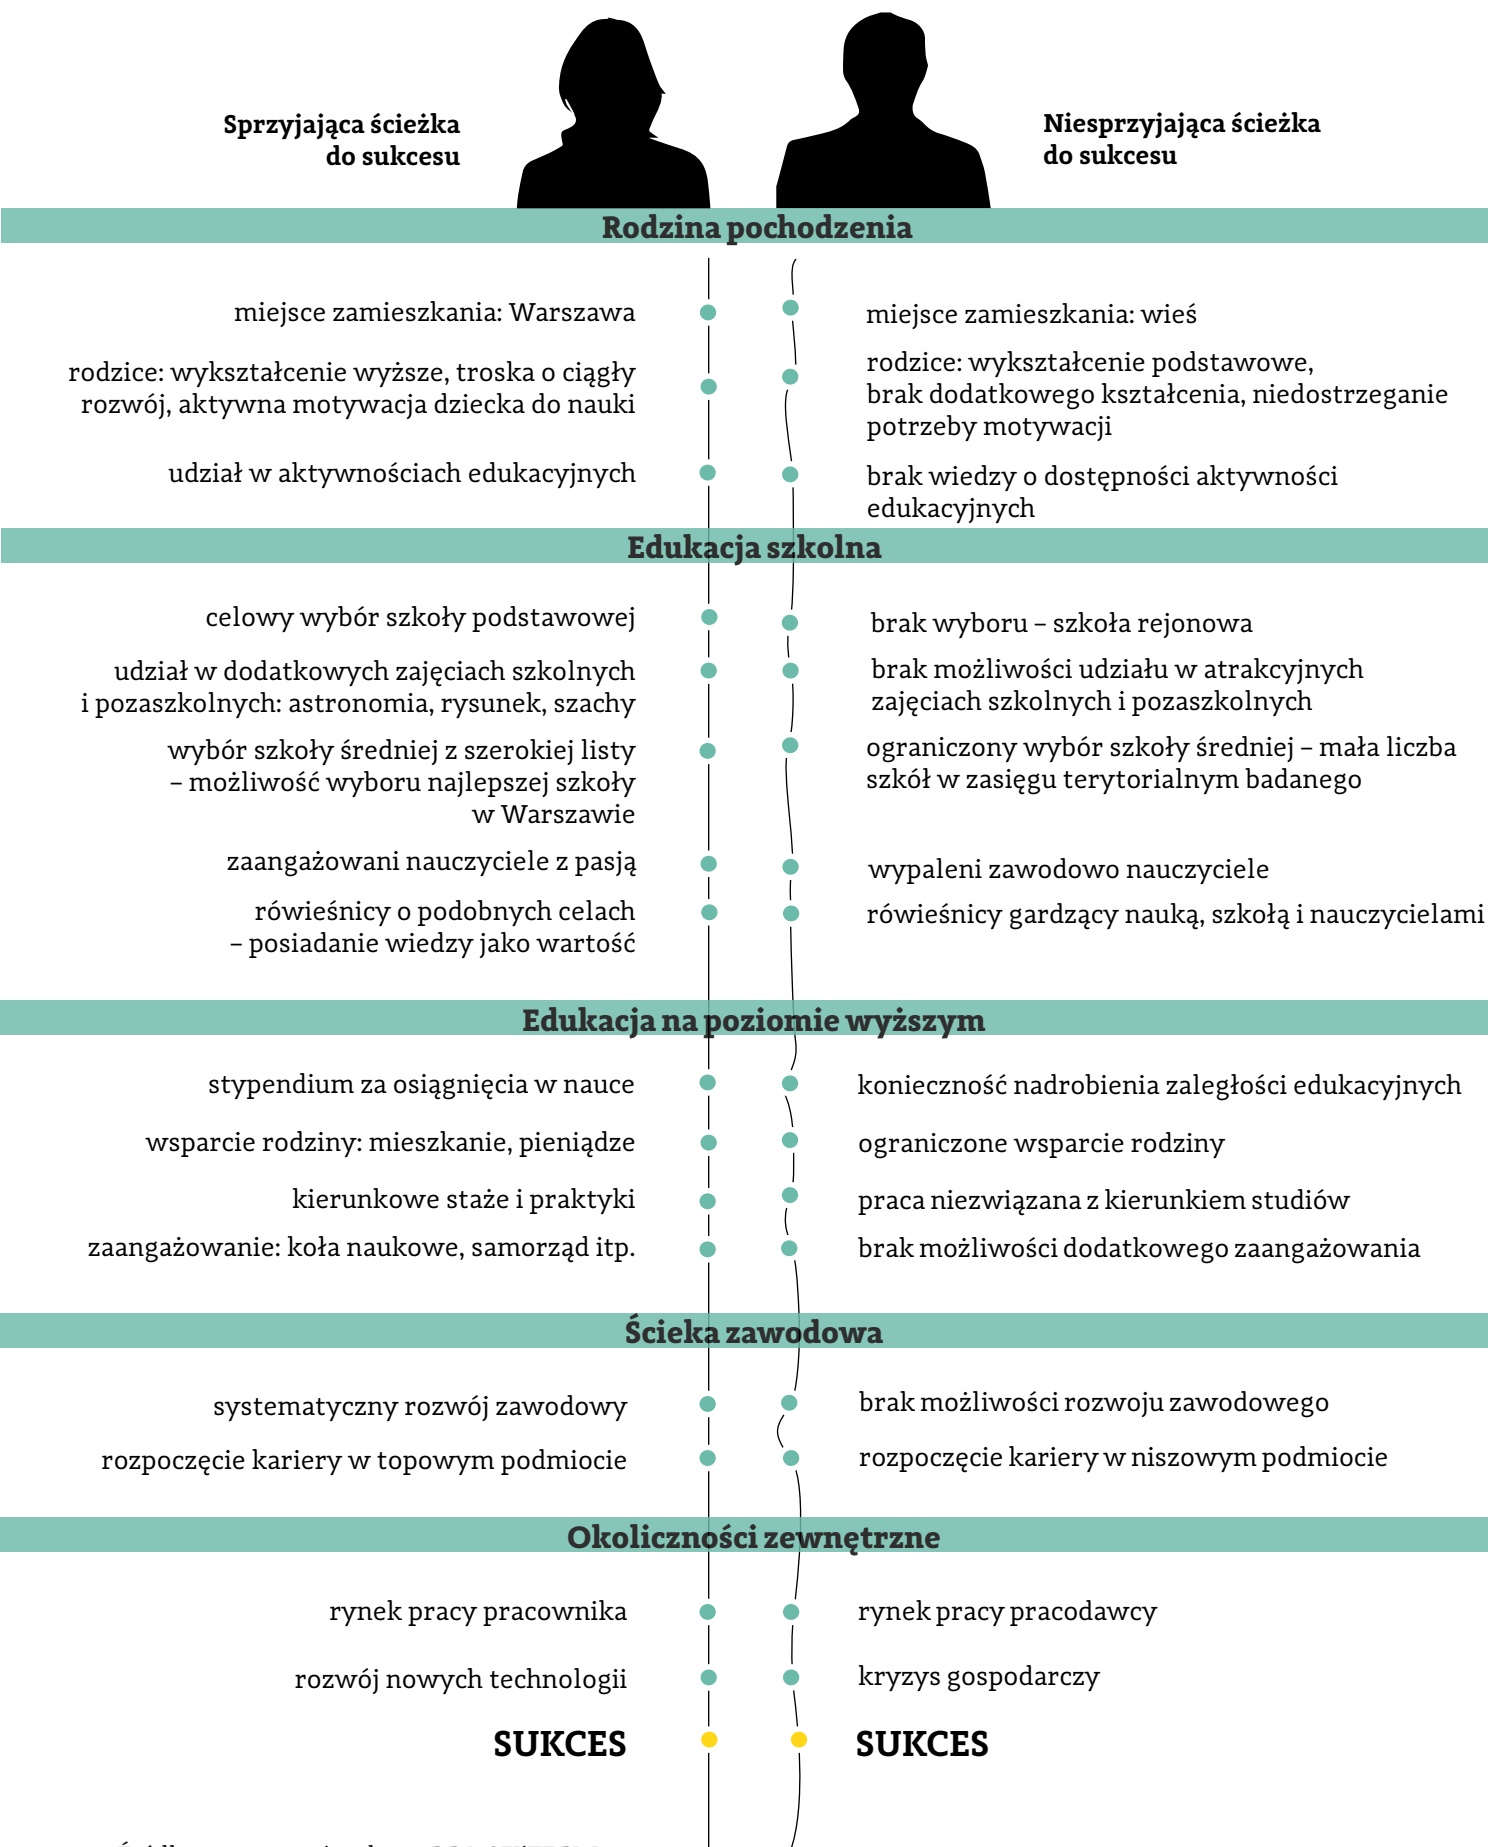 Sprzyjająca ścieżka
do sukcesu
Niesprzyjająca ścieżka
do sukcesu
Rodzina pochodzenia
miejsce zamieszkania: Warszawa
miejsce zamieszkania: wieś
rodzice: wykształcenie wyższe, troska o ciągły
rozwój, aktywna motywacja dziecka do nauki
rodzice: wykształcenie podstawowe,
brak dodatkowego kształcenia, niedostrzeganie
potrzeby motywacji
udział w aktywnościach edukacyjnych
brak wiedzy o dostępności aktywności
edukacyjnych
Edukacja szkolna
celowy wybór szkoły podstawowej
brak wyboru – szkoła rejonowa
udział w dodatkowych zajęciach szkolnych
i pozaszkolnych: astronomia, rysunek, szachy
brak możliwości udziału w atrakcyjnych
zajęciach szkolnych i pozaszkolnych
wybór szkoły średniej z szerokiej listy
– możliwość wyboru najlepszej szkoły
w Warszawie
ograniczony wybór szkoły średniej – mała liczba
szkół w zasięgu terytorialnym badanego
zaangażowani nauczyciele z pasją
wypaleni zawodowo nauczyciele
rówieśnicy o podobnych celach
– posiadanie wiedzy jako wartość
rówieśnicy gardzący nauką, szkołą i nauczycielami
Edukacja na poziomie wyższym
stypendium za osiągnięcia w nauce
konieczność nadrobienia zaległości edukacyjnych
wsparcie rodziny: mieszkanie, pieniądze
ograniczone wsparcie rodziny
kierunkowe staże i praktyki
praca niezwiązana z kierunkiem studiów
zaangażowanie: koła naukowe, samorząd itp.
brak możliwości dodatkowego zaangażowania
Ścieka zawodowa
systematyczny rozwój zawodowy
brak możliwości rozwoju zawodowego
rozpoczęcie kariery w topowym podmiocie
rozpoczęcie kariery w niszowym podmiocie
Okoliczności zewnętrzne
rynek pracy pracownika
rynek pracy pracodawcy
rozwój nowych technologii
kryzys gospodarczy
SUKCES
SUKCES